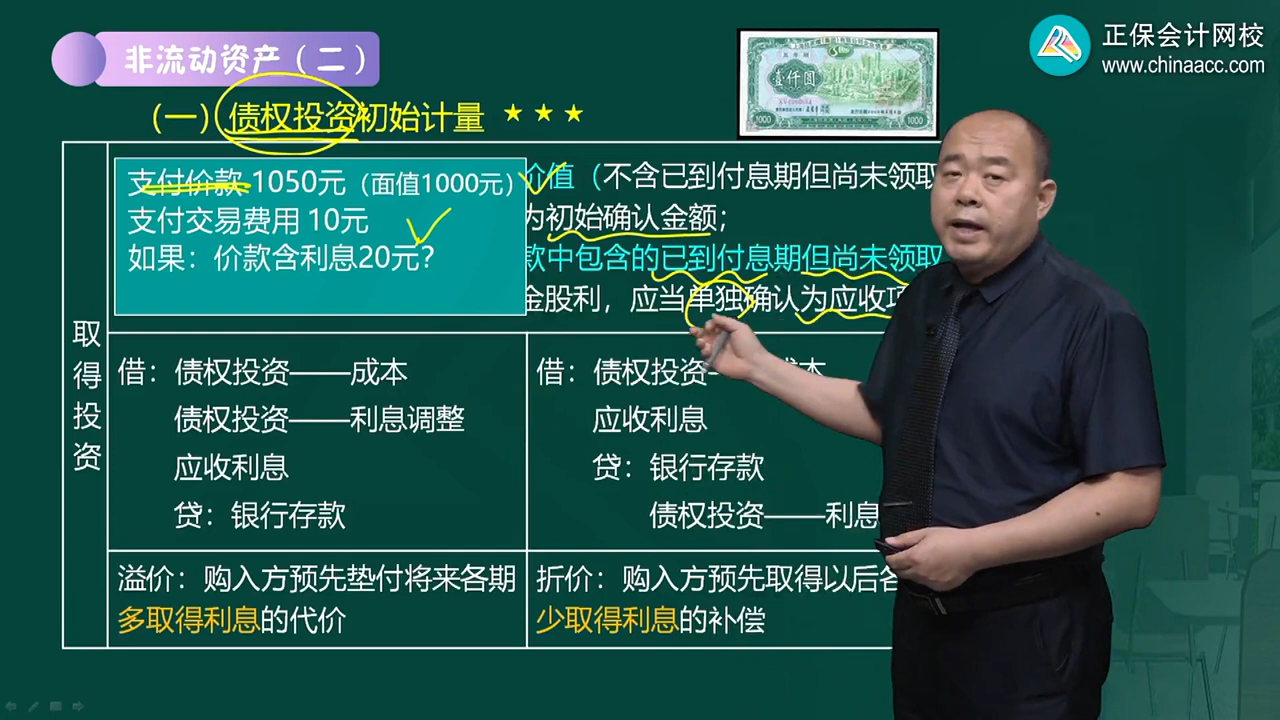 非流动资产（二）
正保会计网校
www.chinaacc.com
（一）债权投资初始计量 ★ ★ ★
壹仟圆
1000
1000
取得投资
支付价款 1050元（面值1000元）
支付交易费用 10元
如果：价款含利息20元？
价值（不含已到付息期但尚未领取
为初始确认金额；
款中包含的已到付息期但尚未领取
金股利，应当单独确认为应收项
借：债权投资——成本
债权投资——利息调整
应收利息
贷：银行存款
借：债权投资——成本
应收利息
贷：银行存款
债权投资——利息
溢价：购入方预先垫付将来各期
多取得利息的代价
折价：购入方预先取得以后各
少取得利息的补偿